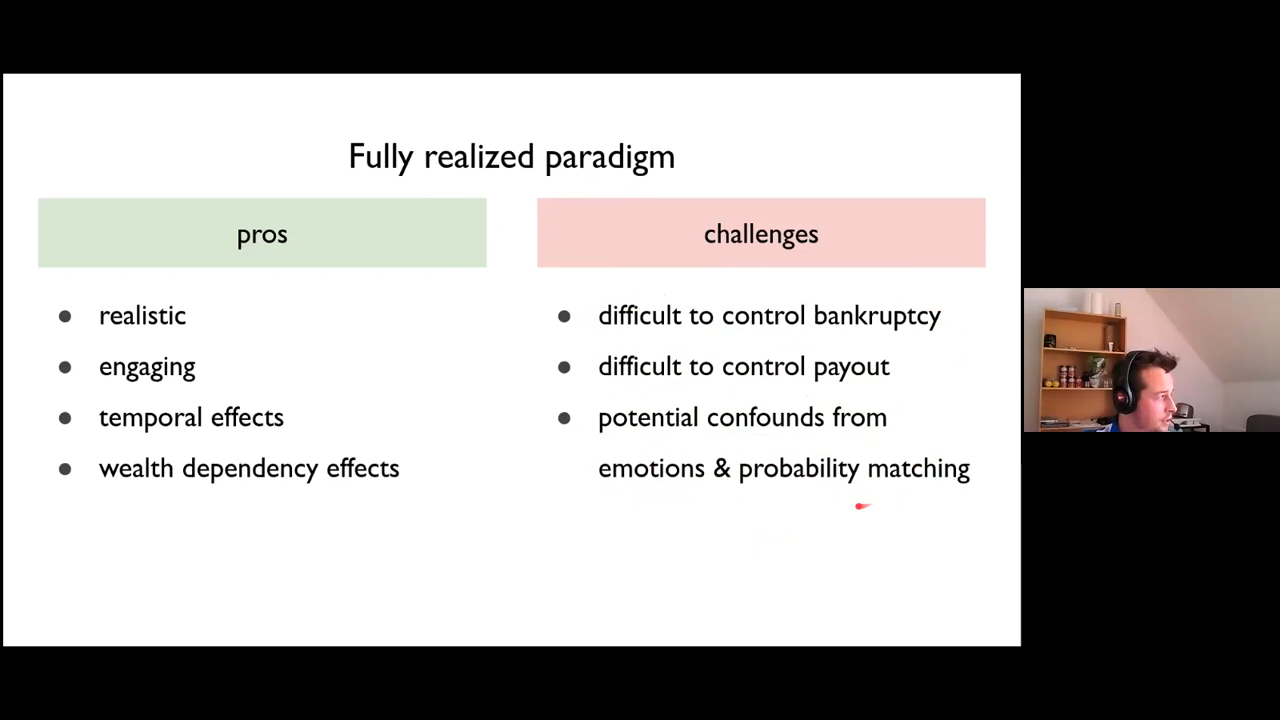 Fully realized paradigm
pros
realistic
engaging
temporal effects
wealth dependency effects
challenges
difficult to control bankruptcy
difficult to control payout
potential confounds from
emotions & probability matching